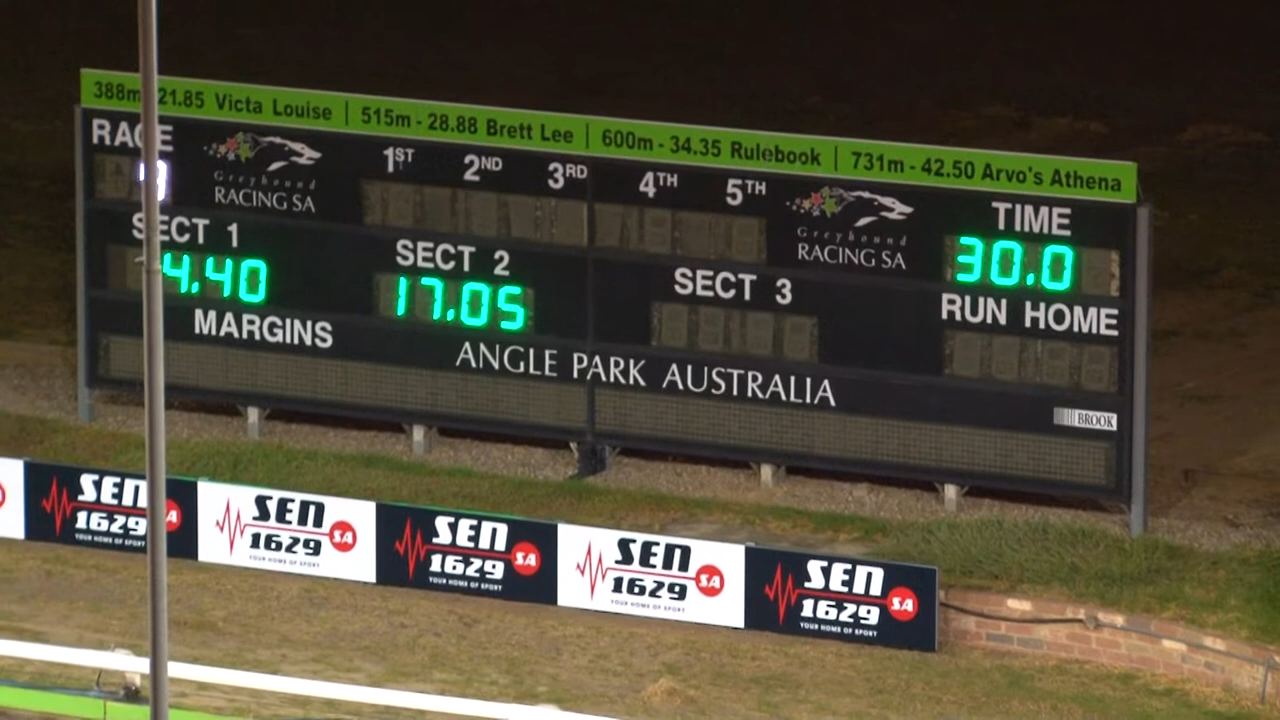 388m 21.85 Victa Louise | 515m - 28.88 Brett Lee | 600m - 34.35 Rulebook | 731m - 42.50 Arvo's Athena
RACE
Greyhound
RACING SA
1ST 2ND 3RD 4TH 5TH
Greyhound
RACING SA
TIME
30.0
SECT 1
4.40
SECT 2
17.05
SECT 3
RUN HOME
MARGINS
ANGLE PARK AUSTRALIA
BROOK
SEN
1629
YOUR HOME OF SPORT
SEN
1629 SA
YOUR HOME OF SPORT
SEN
1629 SA
YOUR HOME OF SPORT
SEN
1629 SA
YOUR HOME OF SPORT
SEN
1629 SA
YOUR HOME OF SPORT